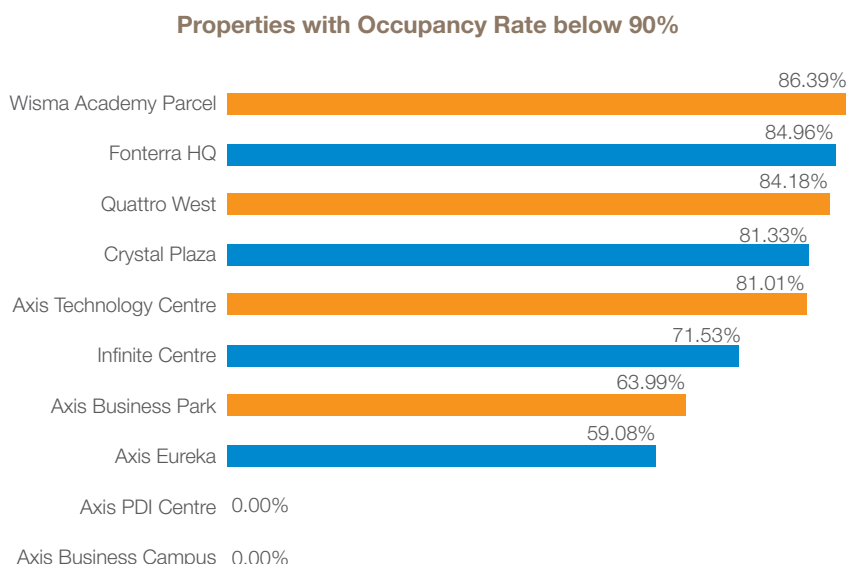 Properties with Occupancy Rate below 90%
Wisma Academy Parcel 86.39%
Fonterra HQ 84.96%
Quattro West 84.18%
Crystal Plaza 81.33%
Axis Technology Centre 81.01%
Infinite Centre 71.53%
Axis Business Park 63.99%
Axis Eureka 59.08%
Axis PDI Centre 0.00%
Axis Business Campus 0.00%